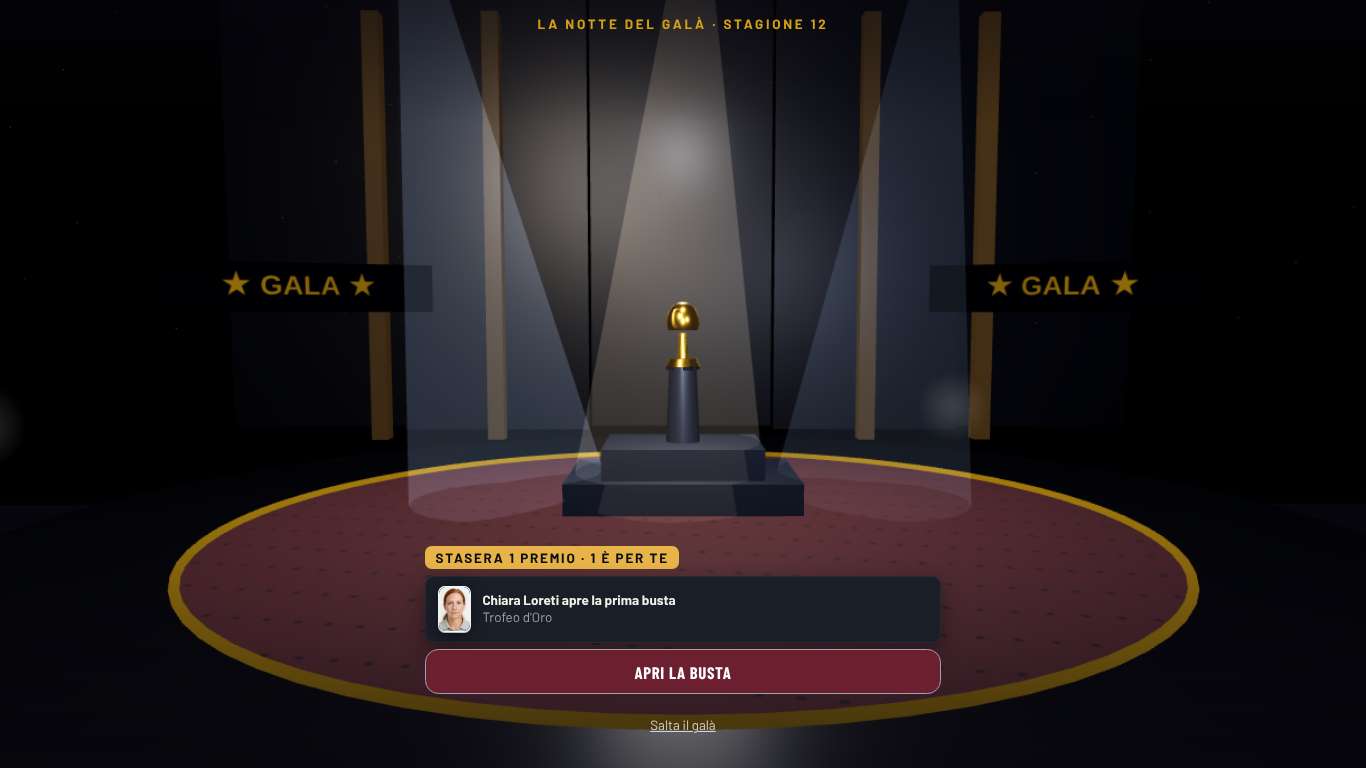 LA NOTTE DEL GALÀ · STAGIONE 12
★ GALA ★
★ GALA ★
STASERA 1 PREMIO · 1 È PER TE
Chiara Loreti apre la prima busta
Trofeo d'Oro
APRI LA BUSTA
Salta il galà